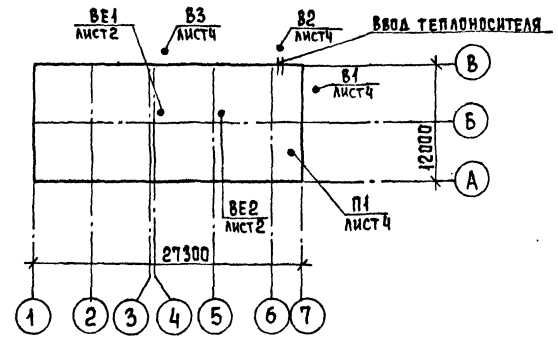 ВЕ1
ЛИСТ2
В3
ЛИСТ4
В2
ЛИСТ4
ВВОД ТЕПЛОНОСИТЕЛЯ
В
В1
ЛИСТ4
Б
12000
А
ВЕ2
ЛИСТ2
П1
ЛИСТ4
27300
1
2
3
4
5
6
7